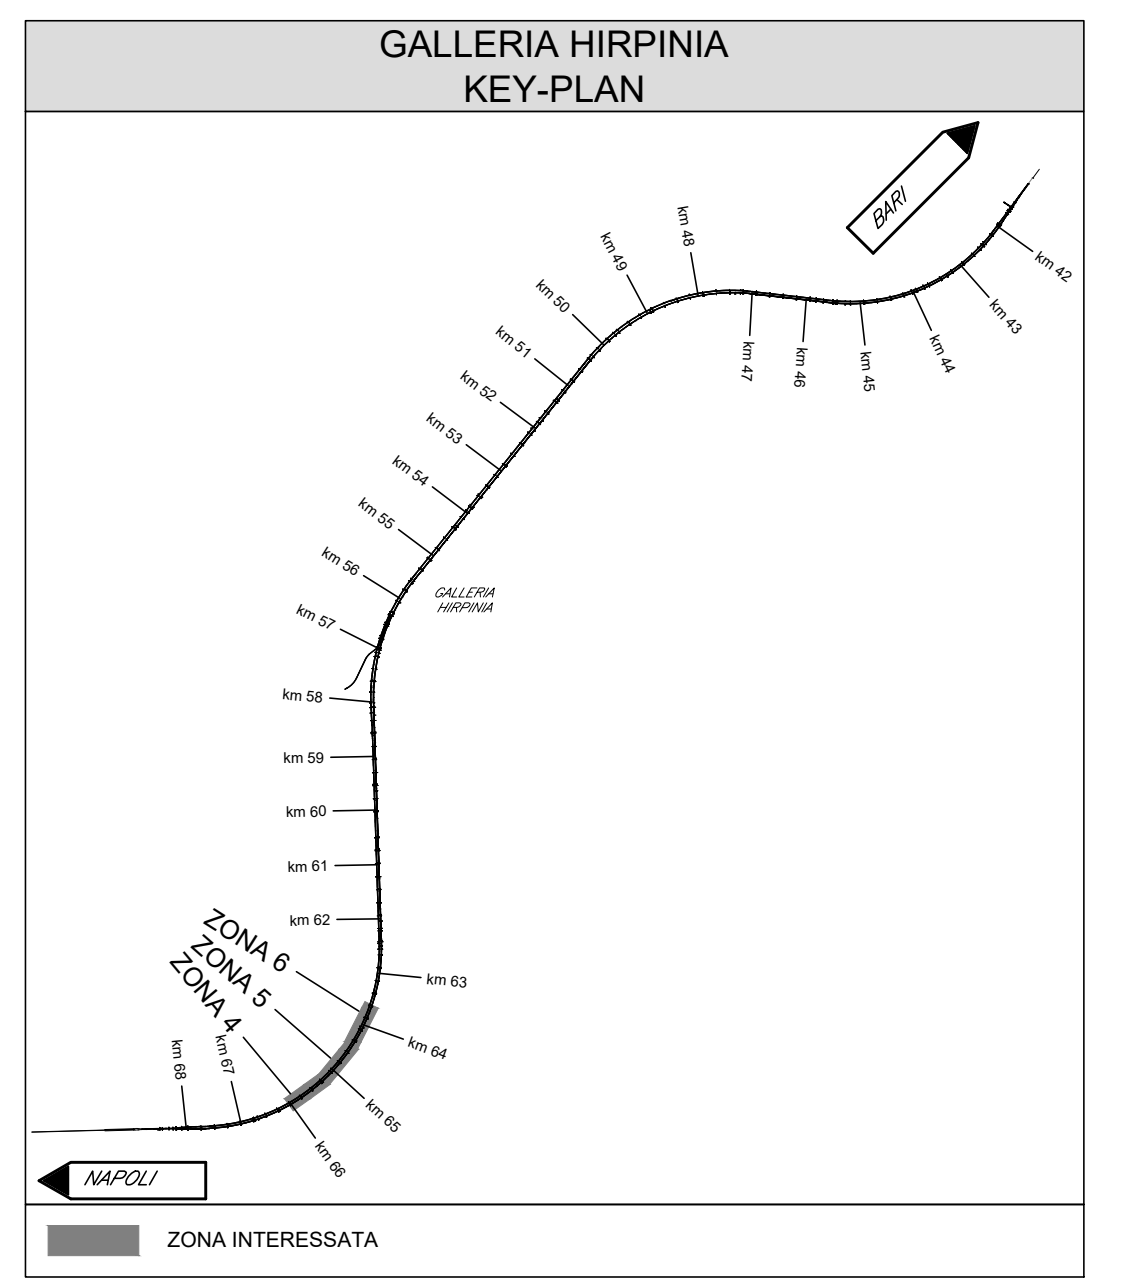 GALLERIA HIRPINIA
KEY-PLAN
BARI
km 42
km 43
km 44
km 45
km 46
km 47
km 48
km 49
km 50
km 51
km 52
km 53
km 54
km 55
km 56
GALLERIA
HIRPINIA
km 57
km 58
km 59
km 60
km 61
km 62
ZONA 6
ZONA 5
ZONA 4
km 63
km 64
km 65
km 66
km 67
km 68
NAPOLI
ZONA INTERESSATA